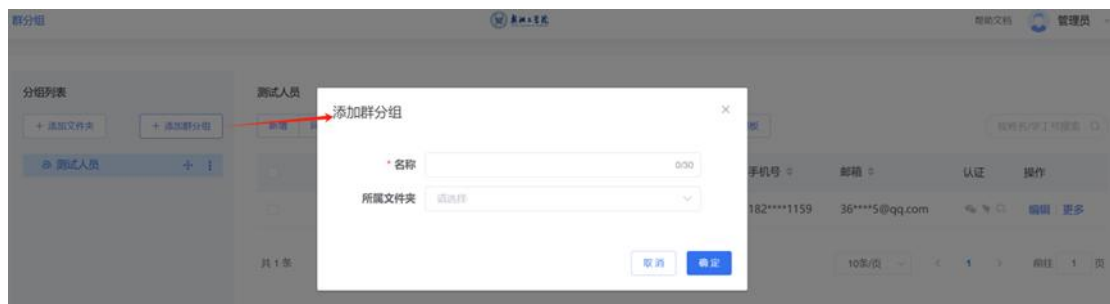 群分组
帮助文档 管理员
分组列表
测试人员
+ 添加文件夹 + 添加群分组
新增
添加群分组
* 名称 0/30
所属文件夹 请选择
取消 确定
测试人员
手机号 邮箱 认证 操作
182****1159 36****5@qq.com 编辑 更多
共 1 条
10条/页 1 前往 1 页